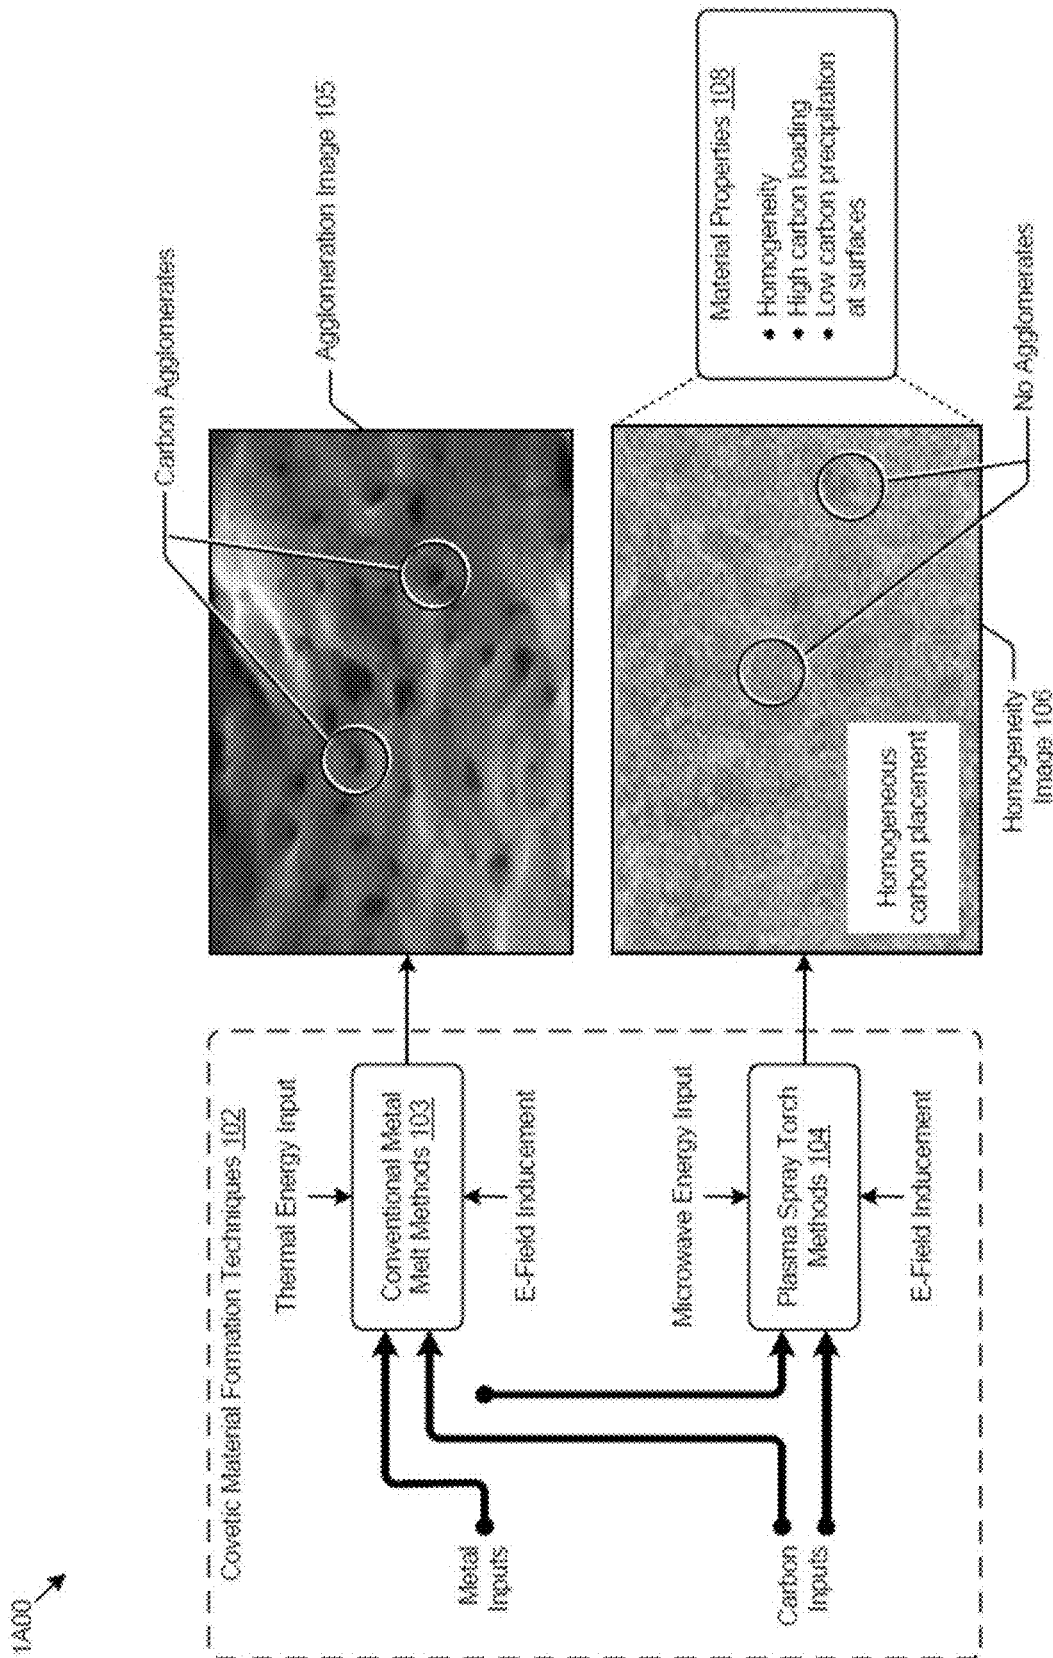 1A00
Covetic Material Formation Techniques 102
Thermal Energy Input
Conventional Metal
Melt Methods 103
E-Field Inducement
Metal
Inputs
Carbon
Inputs
Microwave Energy Input
Plasma Spray Torch
Methods 104
E-Field Inducement
Carbon Agglomerates
Agglomeration Image 105
Homogeneous
carbon placement
Homogeneity
Image 106
No Agglomerates
Material Properties 108
• Homogeneity
• High carbon loading
• Low carbon precipitation
at surfaces